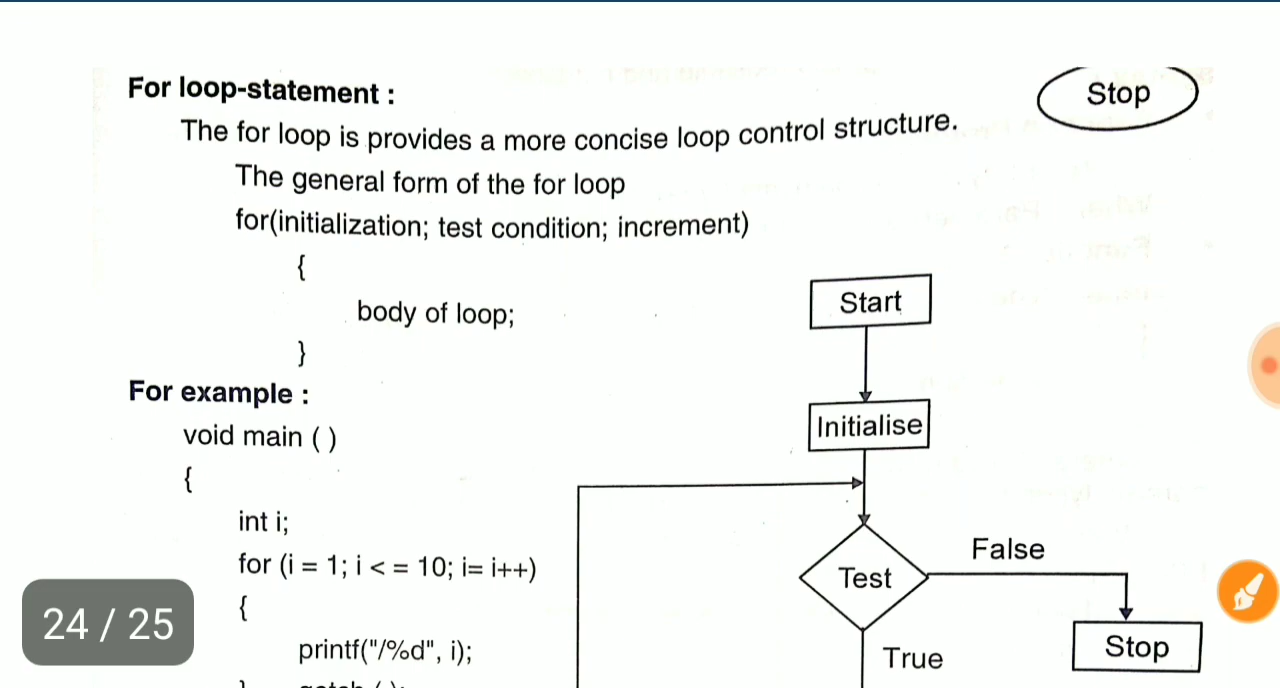 For loop-statement :
Stop
The for loop is provides a more concise loop control structure.
The general form of the for loop
for(initialization; test condition; increment)
{
body of loop;
}
Start
For example :
void main ( )
Initialise
{
int i;
for (i = 1; i < = 10; i= i++)
False
Test
{
24 / 25
printf("/%d", i);
True
Stop